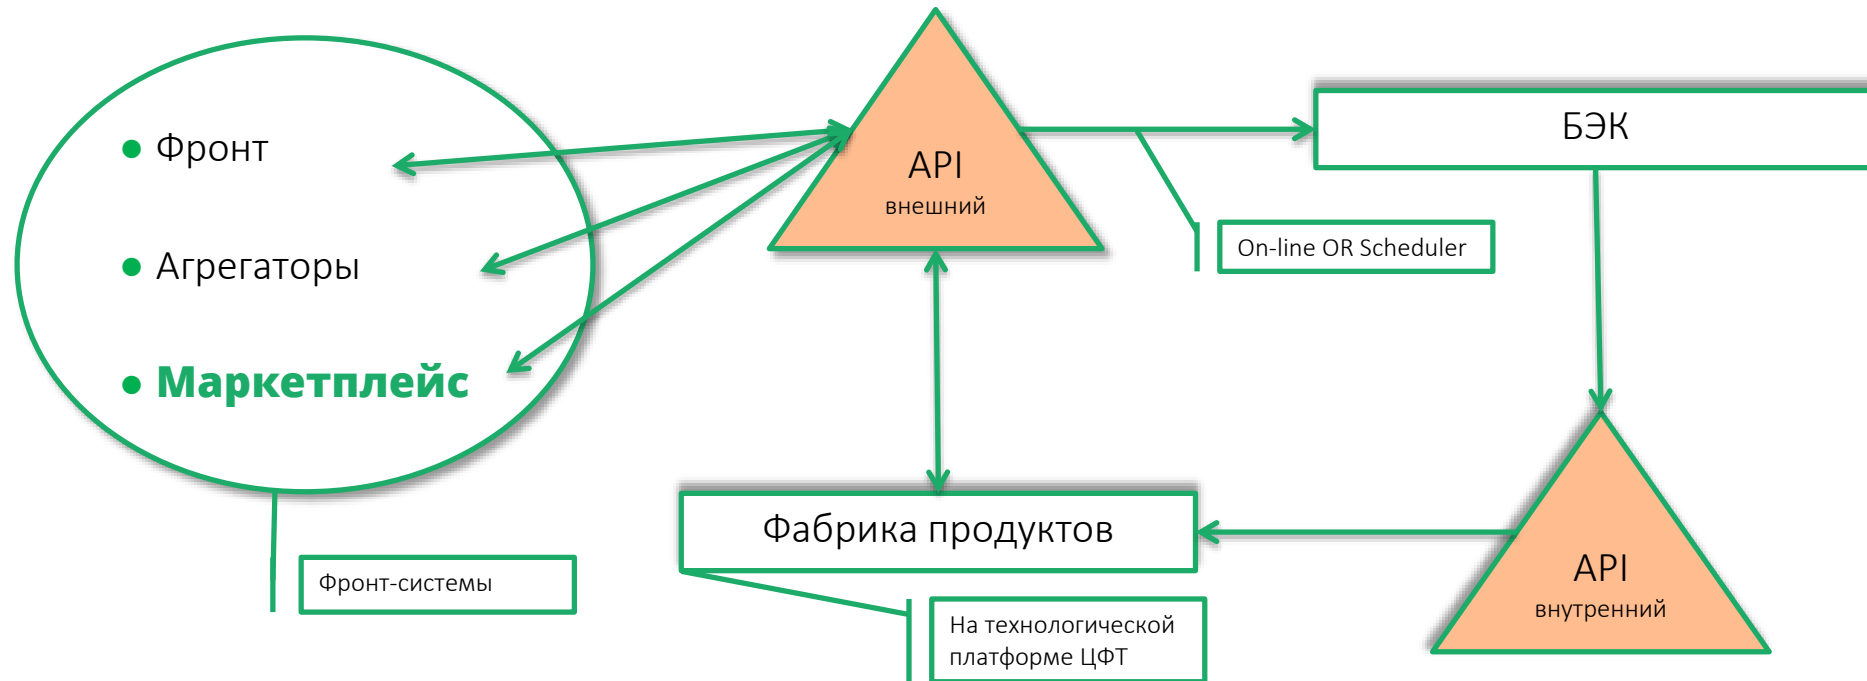 Фронт
Агрегаторы
Маркетплейс
Фронт-системы
API
внешний
On-line OR Scheduler
БЭК
Фабрика продуктов
На технологической
платформе ЦФТ
API
внутренний